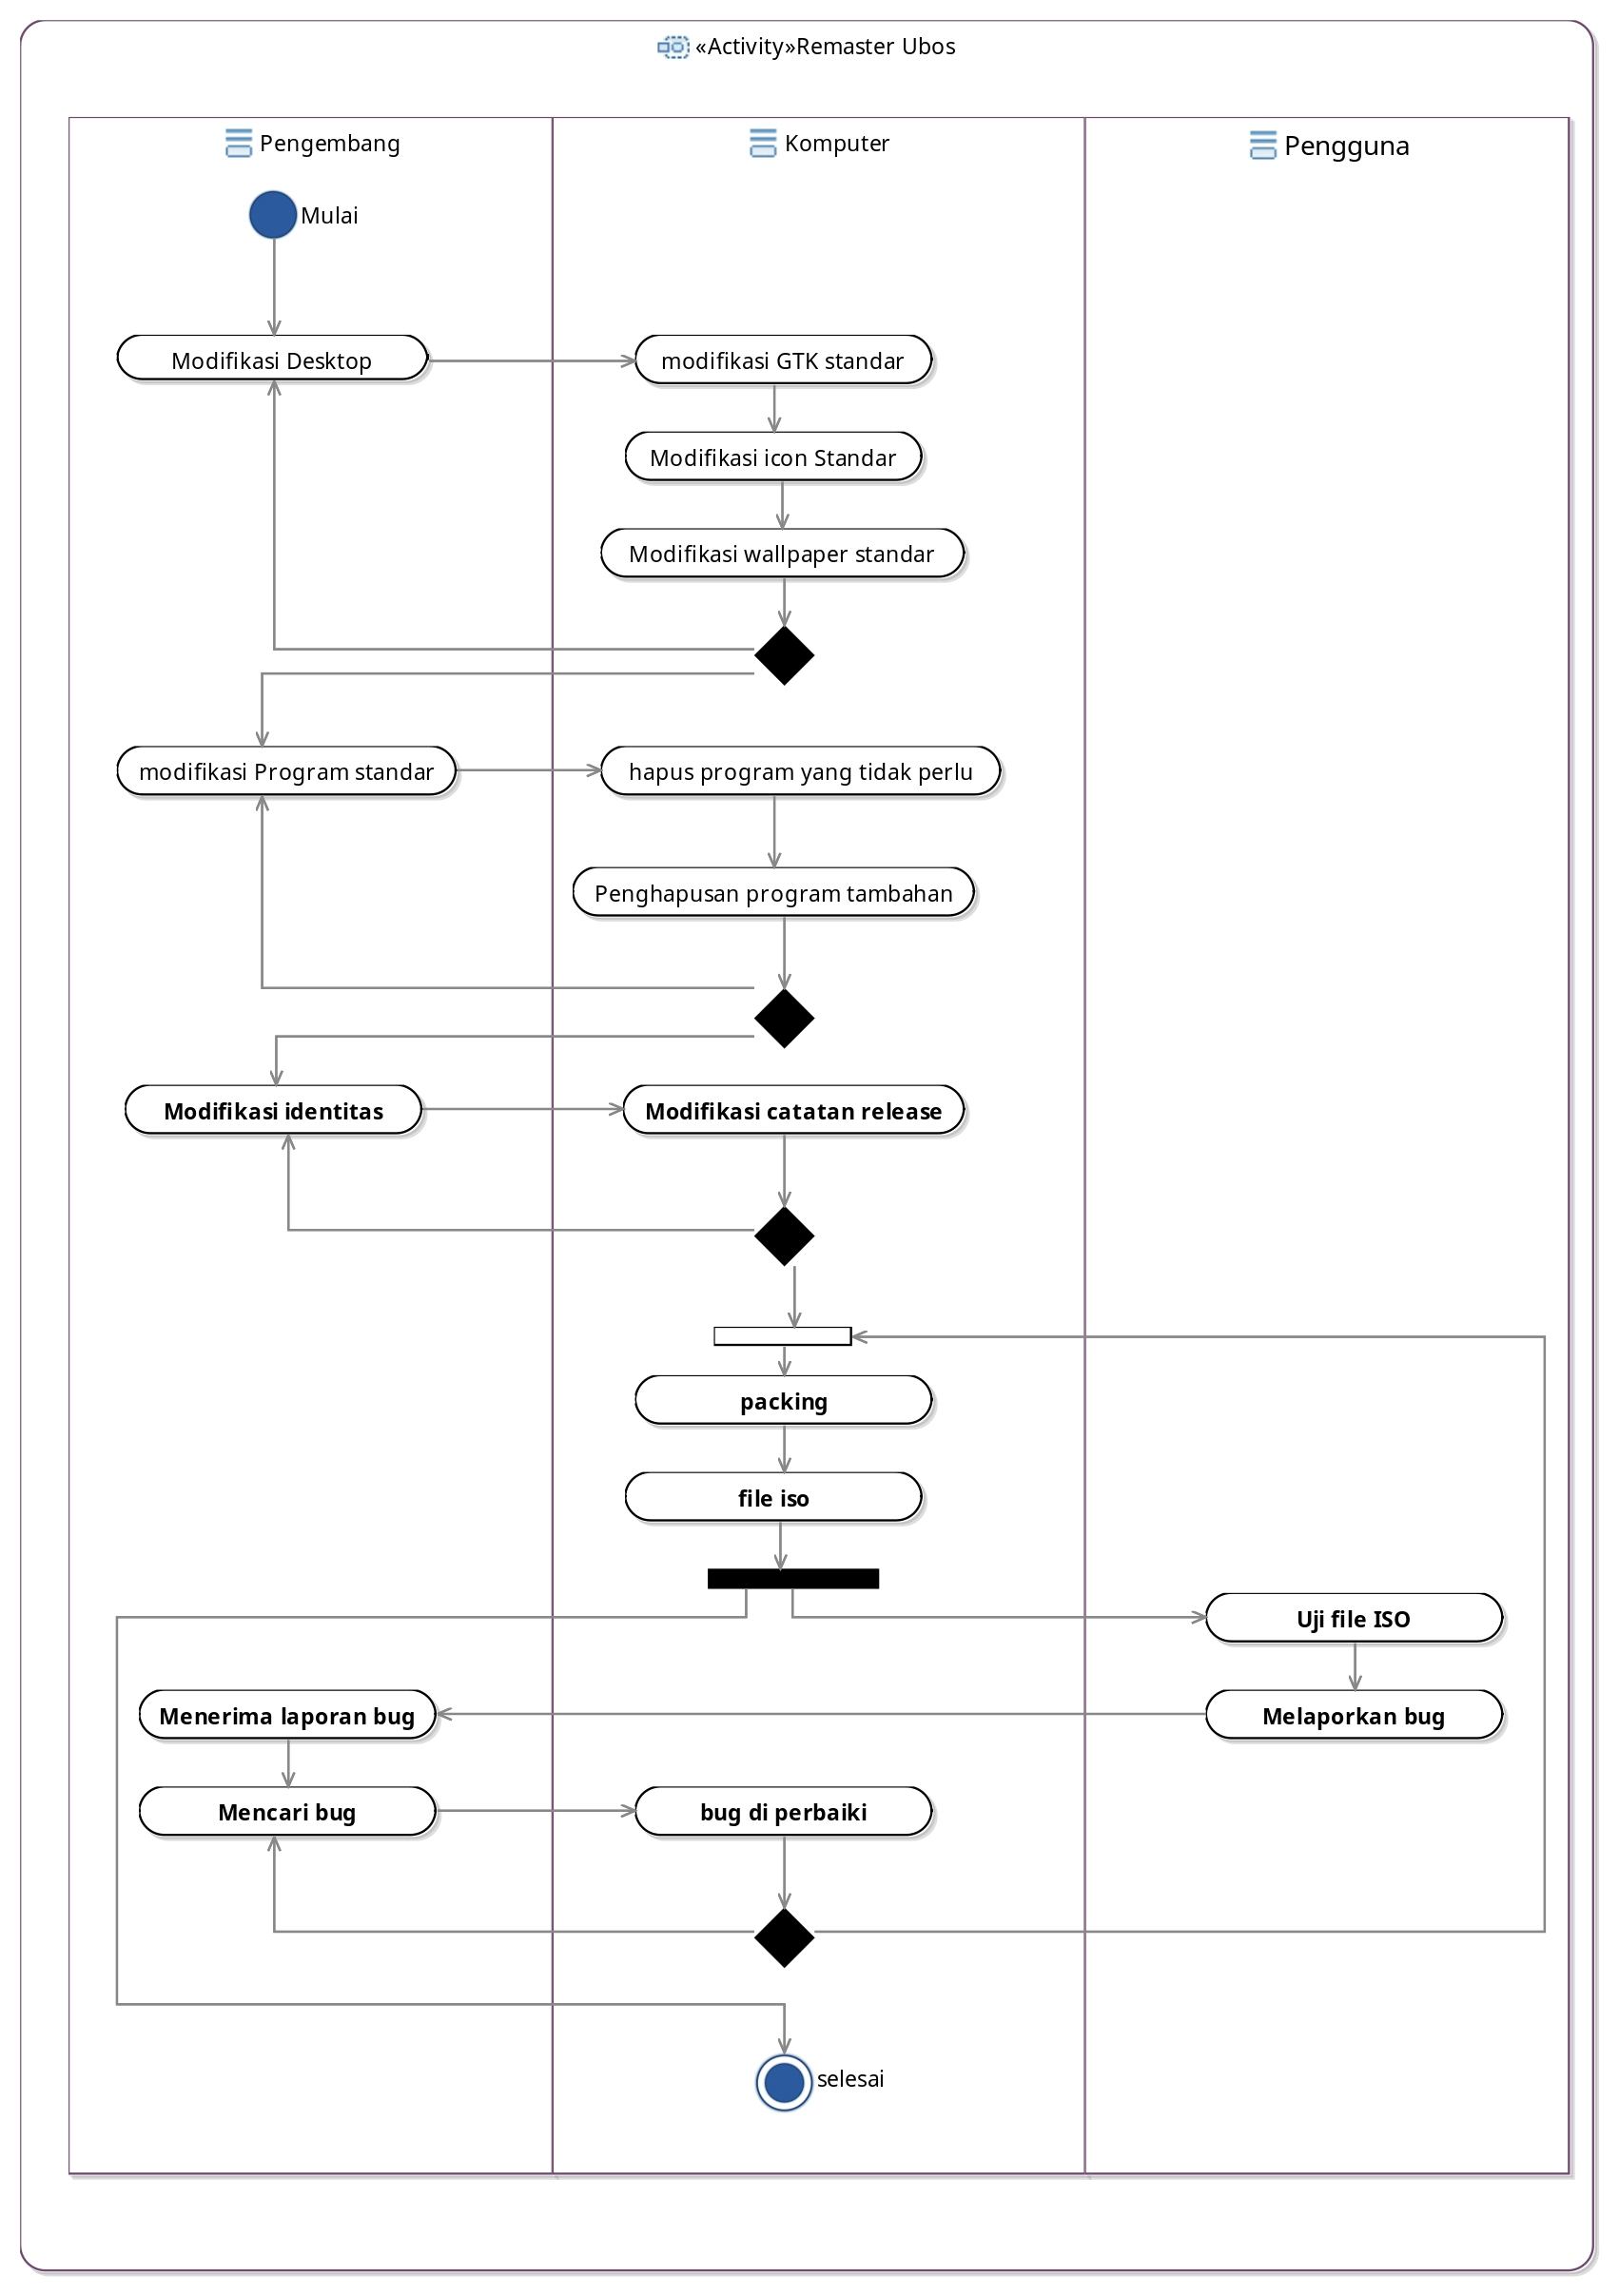 «Activity»Remaster Ubos
Pengembang
Komputer
Pengguna
Mulai
Modifikasi Desktop
modifikasi GTK standar
Modifikasi icon Standar
Modifikasi wallpaper standar
modifikasi Program standar
hapus program yang tidak perlu
Penghapusan program tambahan
Modifikasi identitas
Modifikasi catatan release
packing
file iso
Uji file ISO
Menerima laporan bug
Melaporkan bug
Mencari bug
bug di perbaiki
selesai